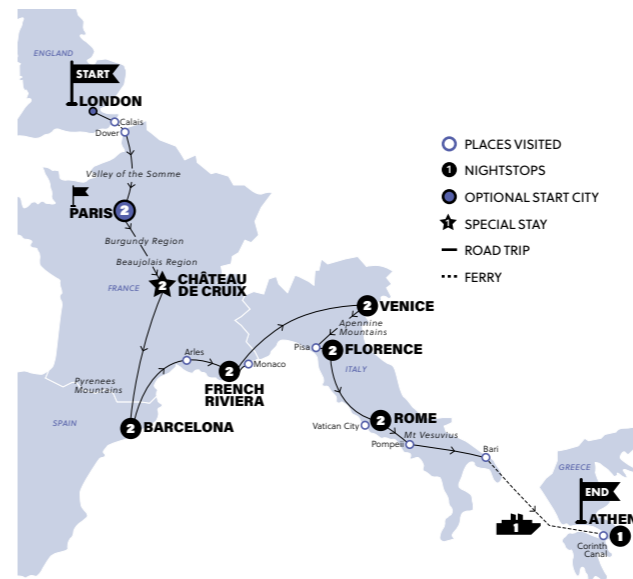 ENGLAND
START
LONDON
Calais
Dover
Valley of the Somme
PARIS
2
Burgundy Region
Beaujolais Region
FRANCE
2
CHÂTEAU
DE CRUIX
Arles
2
FRENCH
RIVIERA
Monaco
Pyrenees
Mountains
SPAIN
2
BARCELONA
2
VENICE
Apennine
Mountains
Pisa
2
FLORENCE
ITALY
2
ROME
Vatican City
Mt Vesuvius
Pompeii
Bari
GREECE
END
1
ATHEN
Corinth
Canal
1
PLACES VISITED
1
NIGHTSTOPS
OPTIONAL START CITY
1
SPECIAL STAY
ROAD TRIP
FERRY